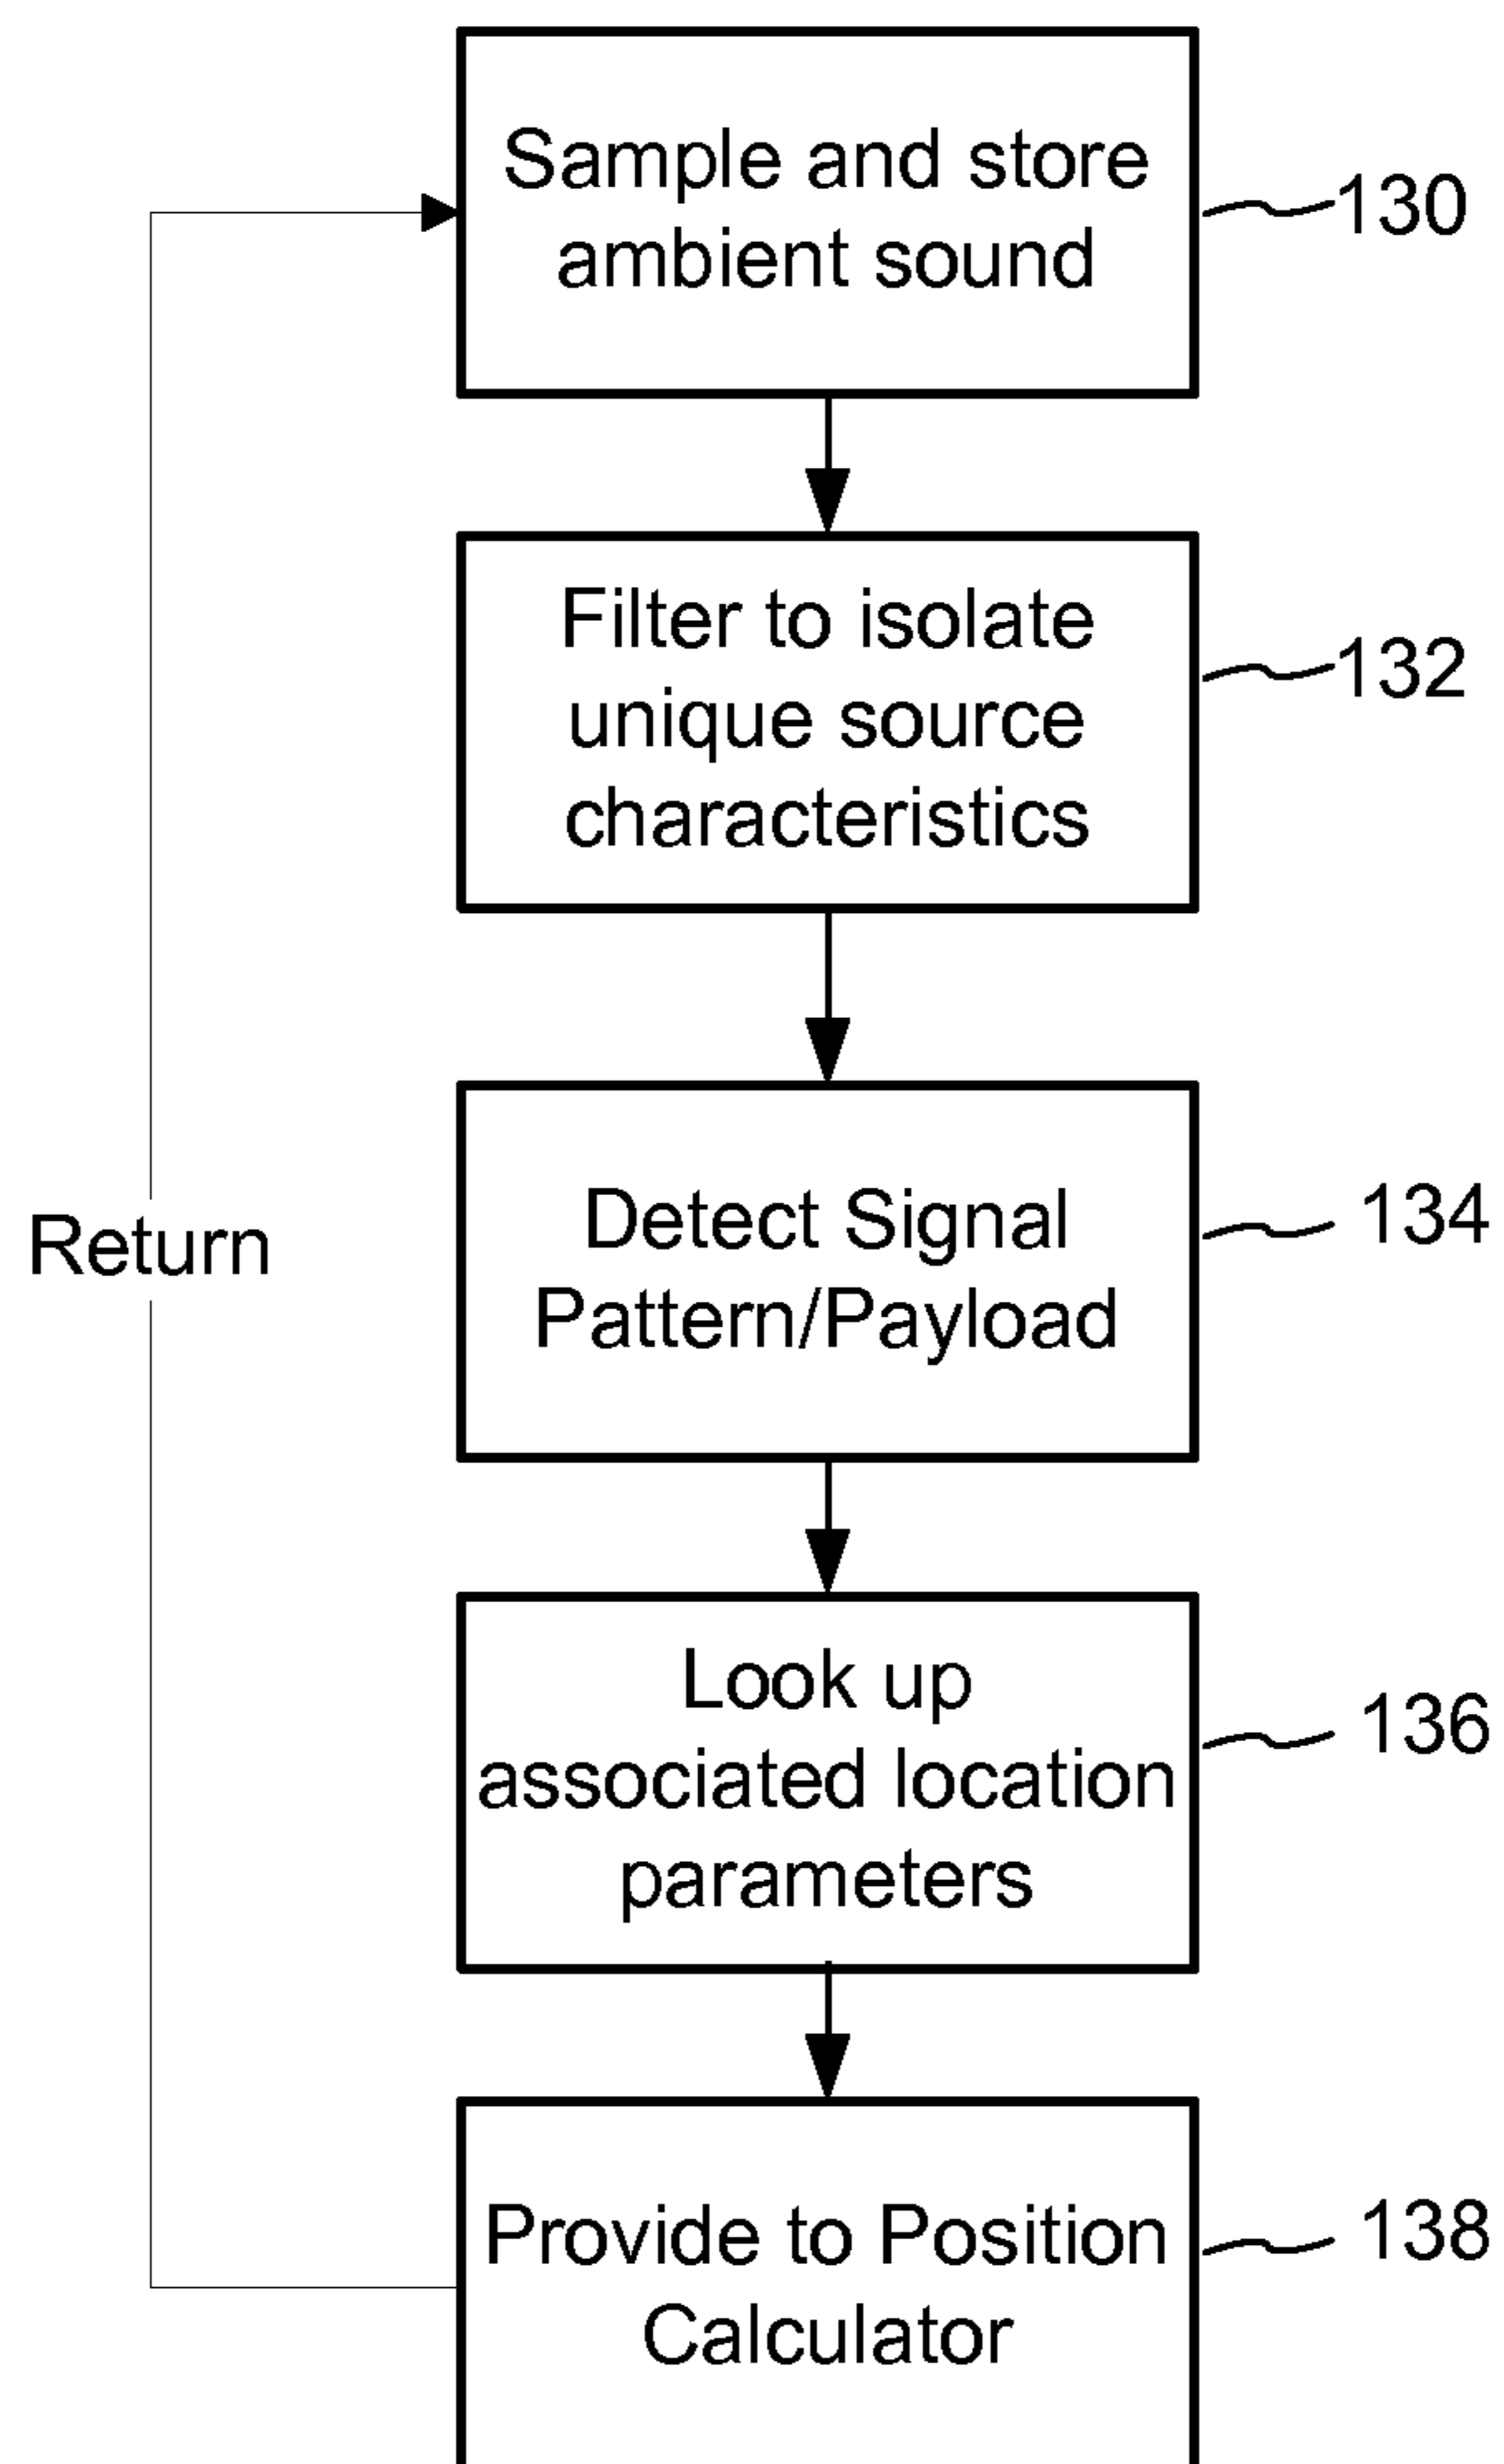 Sample and store
ambient sound
130
Filter to isolate
unique source
characteristics
132
Detect Signal
Pattern/Payload
134
Return
Look up
associated location
parameters
136
Provide to Position
Calculator
138